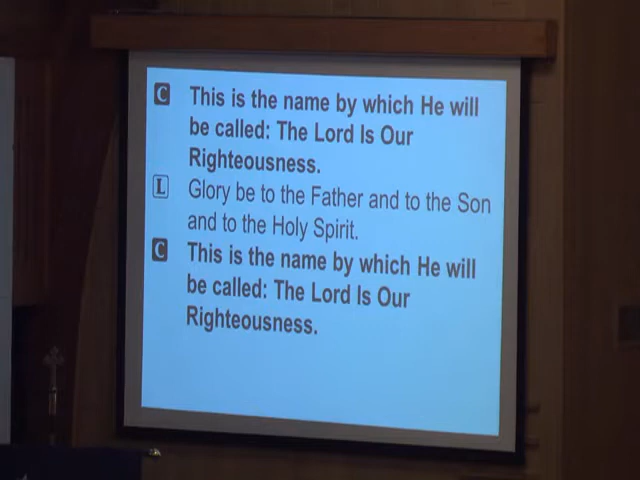 C This is the name by which He will
be called: The Lord Is Our
Righteousness.
L Glory be to the Father and to the Son
and to the Holy Spirit.
C This is the name by which He will
be called: The Lord Is Our
Righteousness.